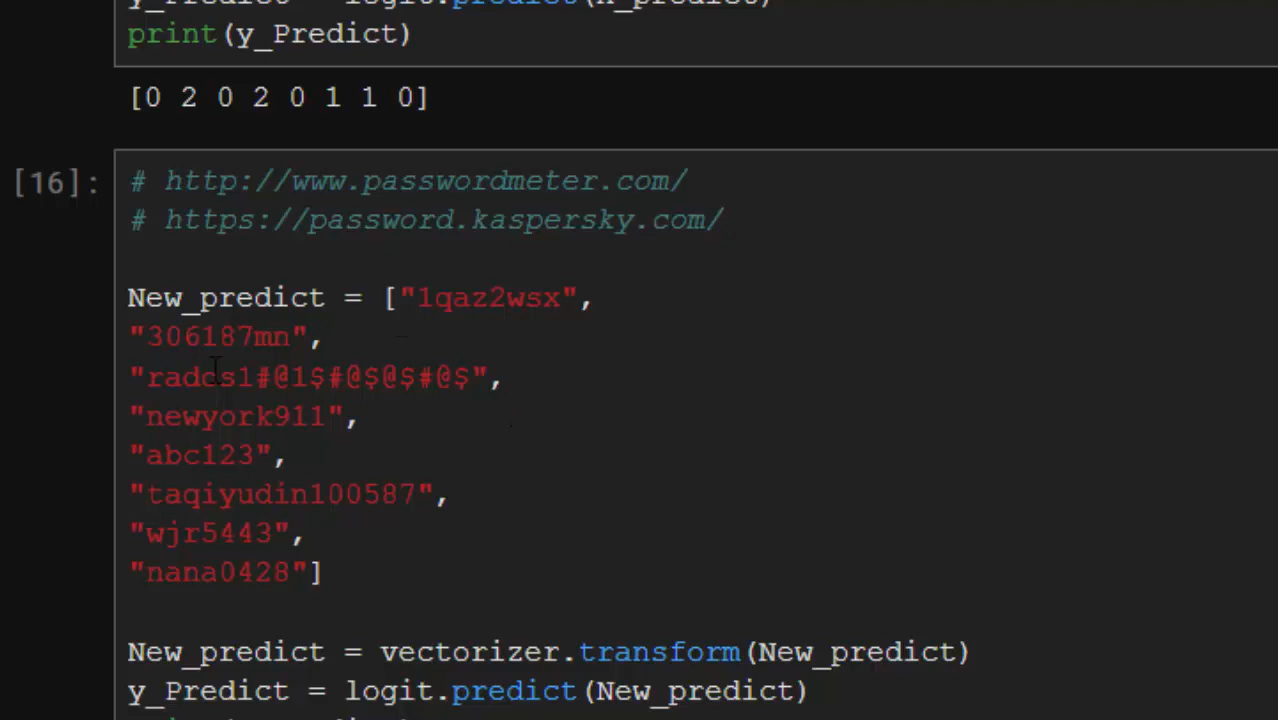 print(y_Predict)
[0 2 0 2 0 1 1 0]
[16]:
# http://www.passwordmeter.com/
# https://password.kaspersky.com/
New_predict = ["1qaz2wsx",
"306187mn",
"radcs1#@1$#@$@$#@$",
"newyork911",
"abc123",
"taqiyudin100587",
"wjr5443",
"nana0428"]
New_predict = vectorizer.transform(New_predict)
y_Predict = logit.predict(New_predict)